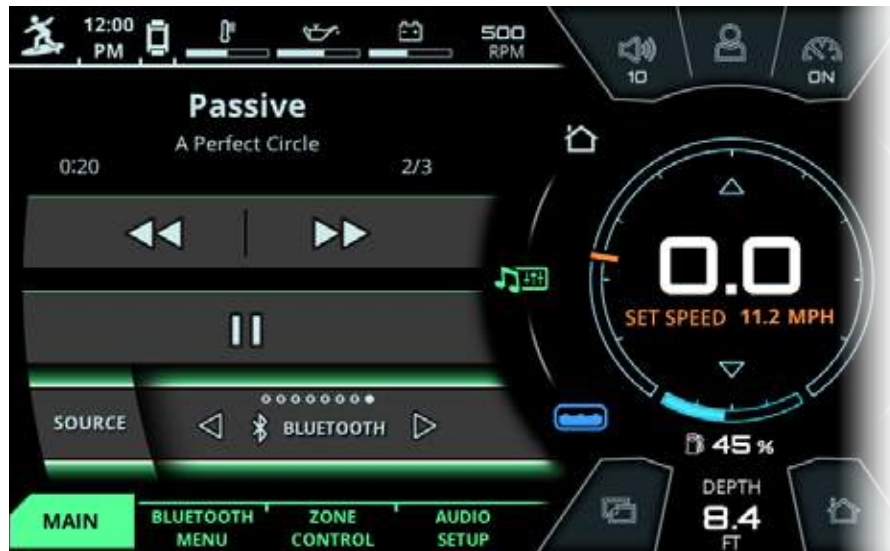 12:00
PM
500
RPM
10
ON
Passive
A Perfect Circle
0:20
2/3
0.0
SET SPEED 11.2 MPH
SOURCE
BLUETOOTH
45 %
DEPTH
8.4
FT
MAIN
BLUETOOTH
MENU
ZONE
CONTROL
AUDIO
SETUP